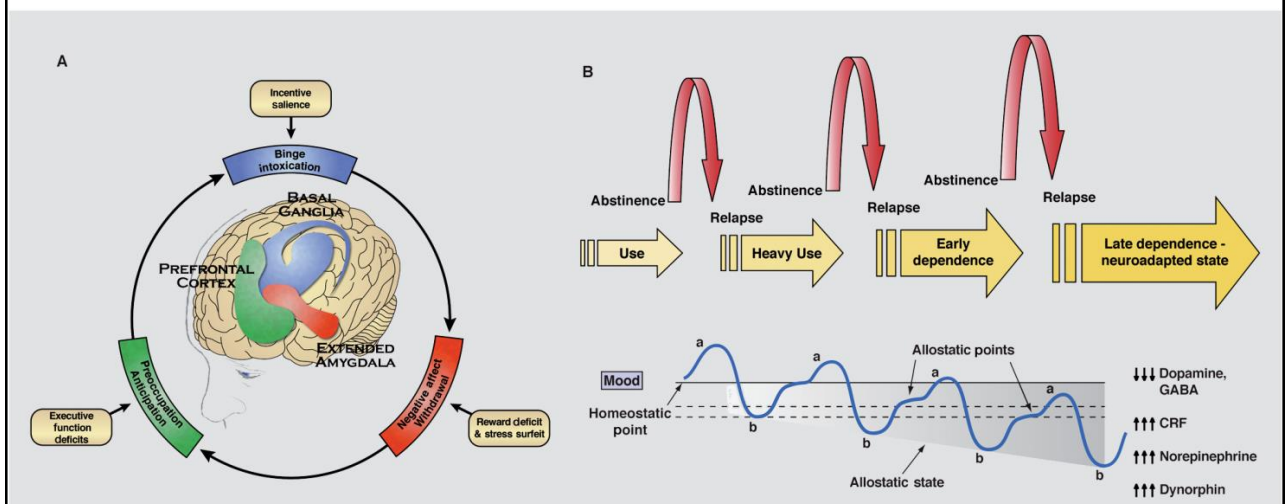 A
Incentive
salience
Binge
intoxication
BASAL
GANGLIA
PREFRONTAL
CORTEX
EXTENDED
AMYGDALA
Preoccupation
Anticipation
Negative affect
Withdrawal
Executive
function
deficits
Reward deficit
& stress surfeit
B
Abstinence
Relapse
Abstinence
Relapse
Abstinence
Relapse
Use
Heavy Use
Early
dependence
Late dependence -
neuroadapted state
Mood
Homeostatic
point
a
b
a
b
Allostatic points
a
b
a
b
Allostatic state
↓↓↓ Dopamine,
GABA
↑↑↑ CRF
↑↑↑ Norepinephrine
↑↑↑ Dynorphin